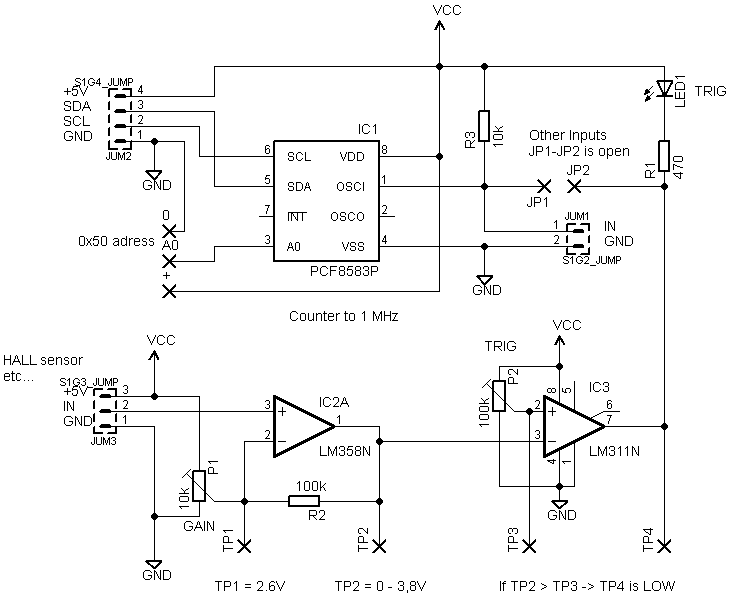 VCC
S1G4_JUMP
+5V 4
SDA 3
SCL 2
GND 1
JUM2
GND
IC1
6 SCL VDD 8
5 SDA OSCI 1
7 INT OSCO 2
3 A0 VSS 4
PCF8583P
R3
10k
LED1
TRIG
R1
470
Other Inputs
JP1-JP2 is open
JP2
JP1
JUM1
1 IN
2 GND
S1G2_JUMP
GND
0
0x50 adress A0
+
Counter to 1 MHz
HALL sensor
etc...
VCC
S1G3_JUMP
+5V 3
IN 2
GND 1
JUM3
IC2A
3 +
1
2 -
LM358N
P1
10k
GAIN
100k
R2
GND
TP1
TP2
VCC
TRIG
P2
100k
IC3
8 5
2 +
6
7
3 -
4 1
LM311N
GND
TP3
TP4
TP1 = 2.6V
TP2 = 0 - 3,8V
If TP2 > TP3 -> TP4 is LOW